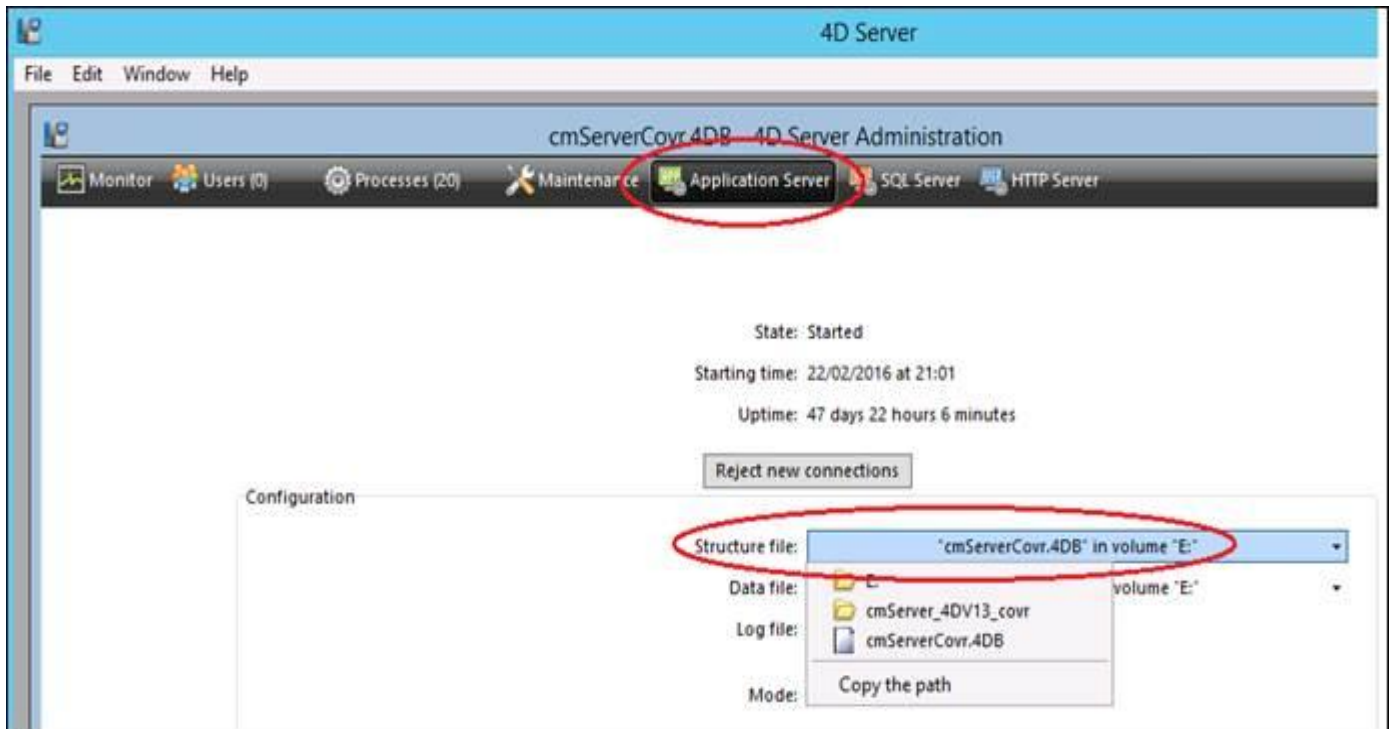 4D Server
File Edit Window Help
cmServerCovr.4DB - 4D Server Administration
Monitor Users (0) Processes (20) Maintenance Application Server SQL Server HTTP Server
State: Started
Starting time: 22/02/2016 at 21:01
Uptime: 47 days 22 hours 6 minutes
Reject new connections
Configuration
Structure file: "cmServerCovr.4DB" in volume "E:"
E:
Data file: volume "E:"
cmServer_4DV13_covr
Log file:
cmServerCovr.4DB
Copy the path
Mode: